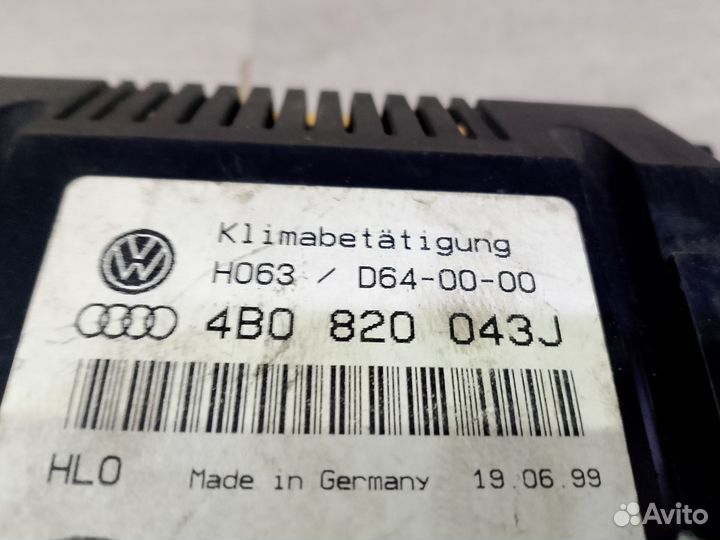 Klimabetätigung
H063 / D64-00-00
4B0 820 043J
HLO Made in Germany 19.06.99
Avito